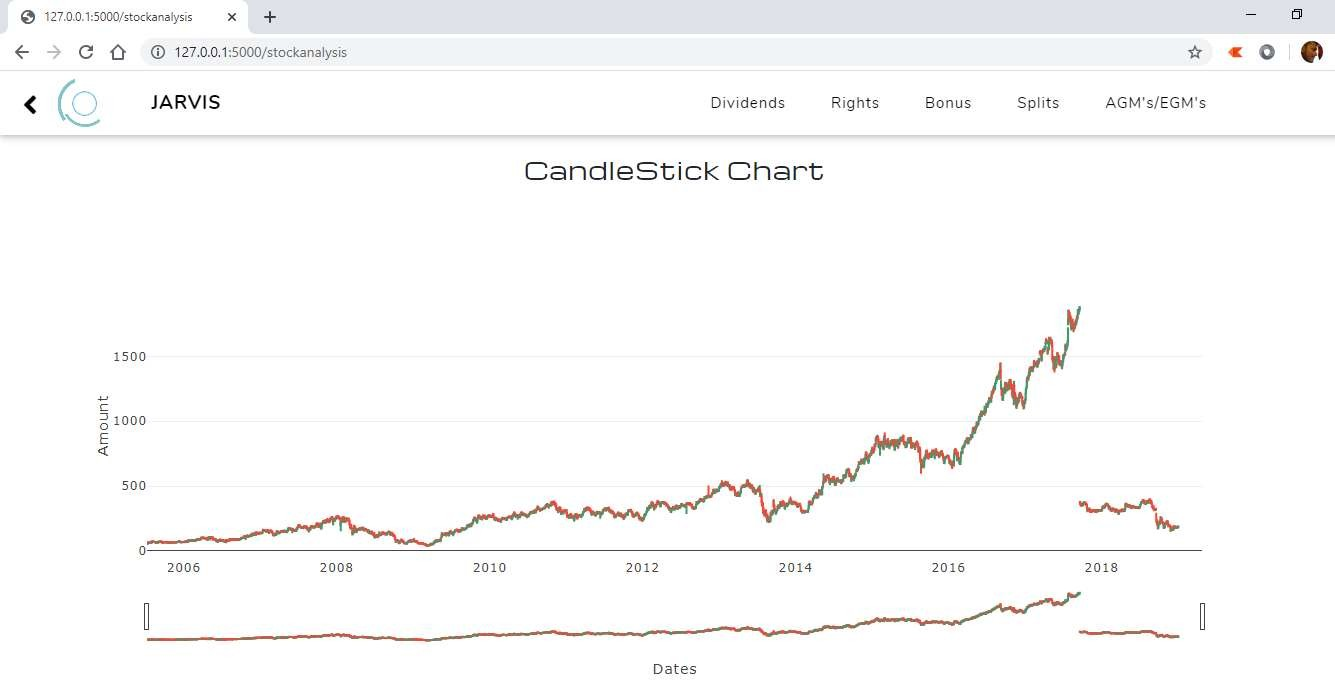 127.0.0.1:5000/stockanalysis
127.0.0.1:5000/stockanalysis
JARVIS
Dividends
Rights
Bonus
Splits
AGM's/EGM's
CandleStick Chart
Amount
1500
1000
500
0
2006
2008
2010
2012
2014
2016
2018
Dates